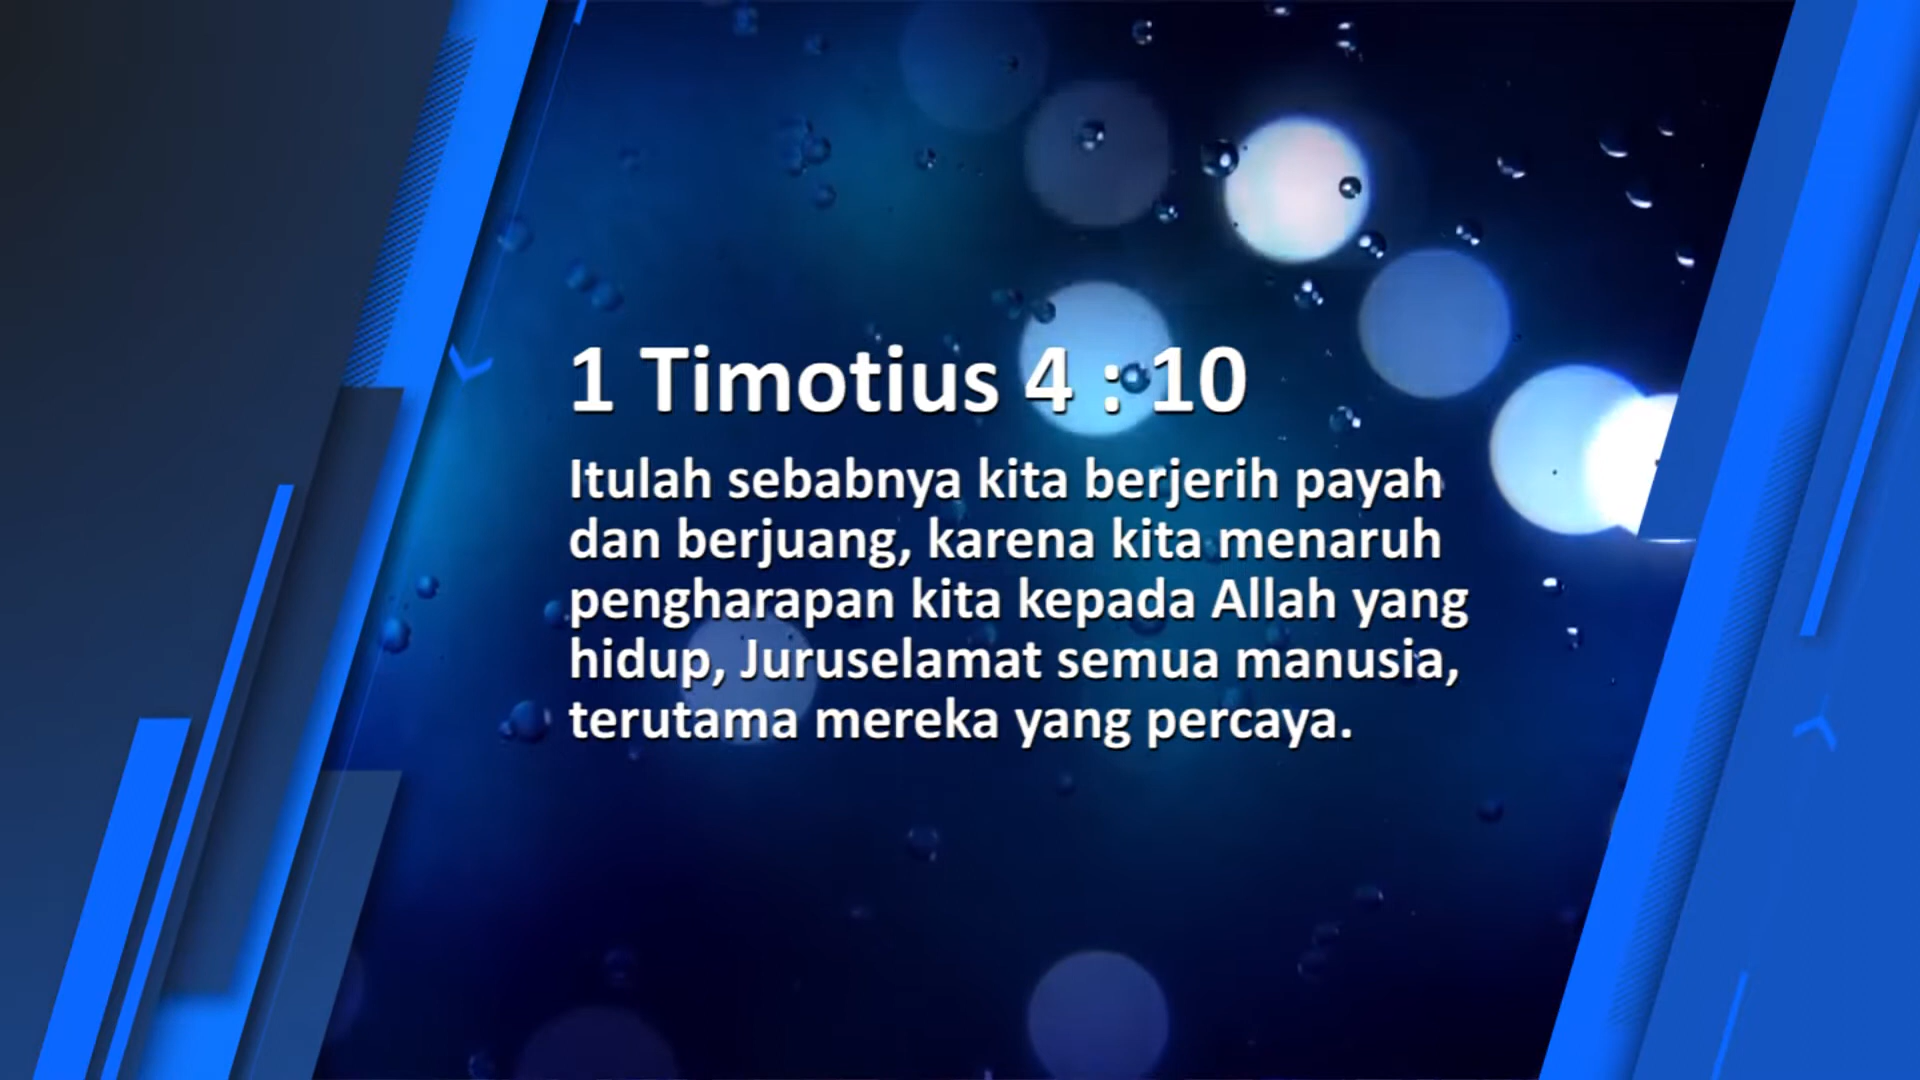 1 Timotius 4 : 10
Itulah sebabnya kita berjerih payah
dan berjuang, karena kita menaruh
pengharapan kita kepada Allah yang
hidup, Juruselamat semua manusia,
terutama mereka yang percaya.